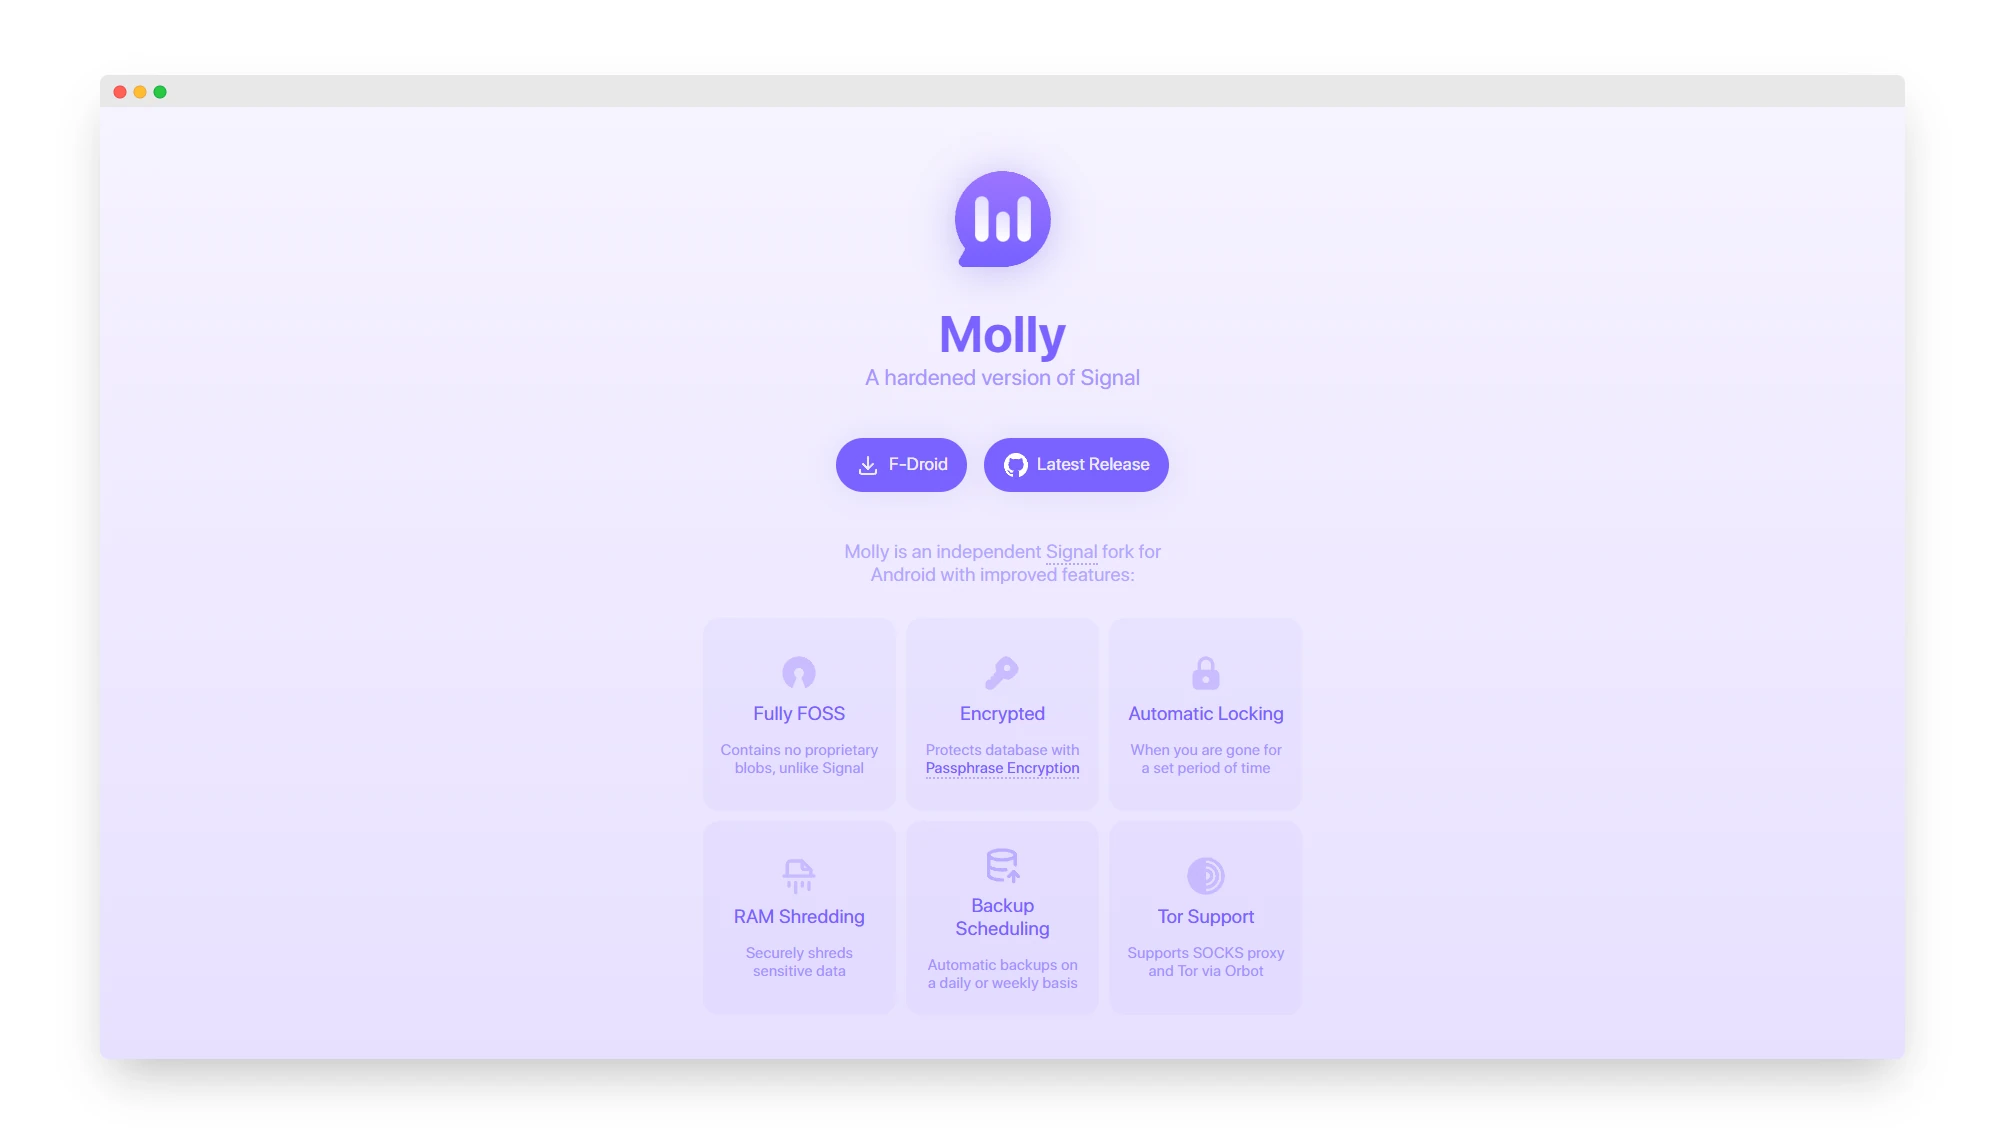 Molly
A hardened version of Signal
F-Droid
Latest Release
Molly is an independent Signal fork for
Android with improved features:
Fully FOSS
Contains no proprietary
blobs, unlike Signal
Encrypted
Protects database with
Passphrase Encryption
Automatic Locking
When you are gone for
a set period of time
RAM Shredding
Securely shreds
sensitive data
Backup
Scheduling
Automatic backups on
a daily or weekly basis
Tor Support
Supports SOCKS proxy
and Tor via Orbot